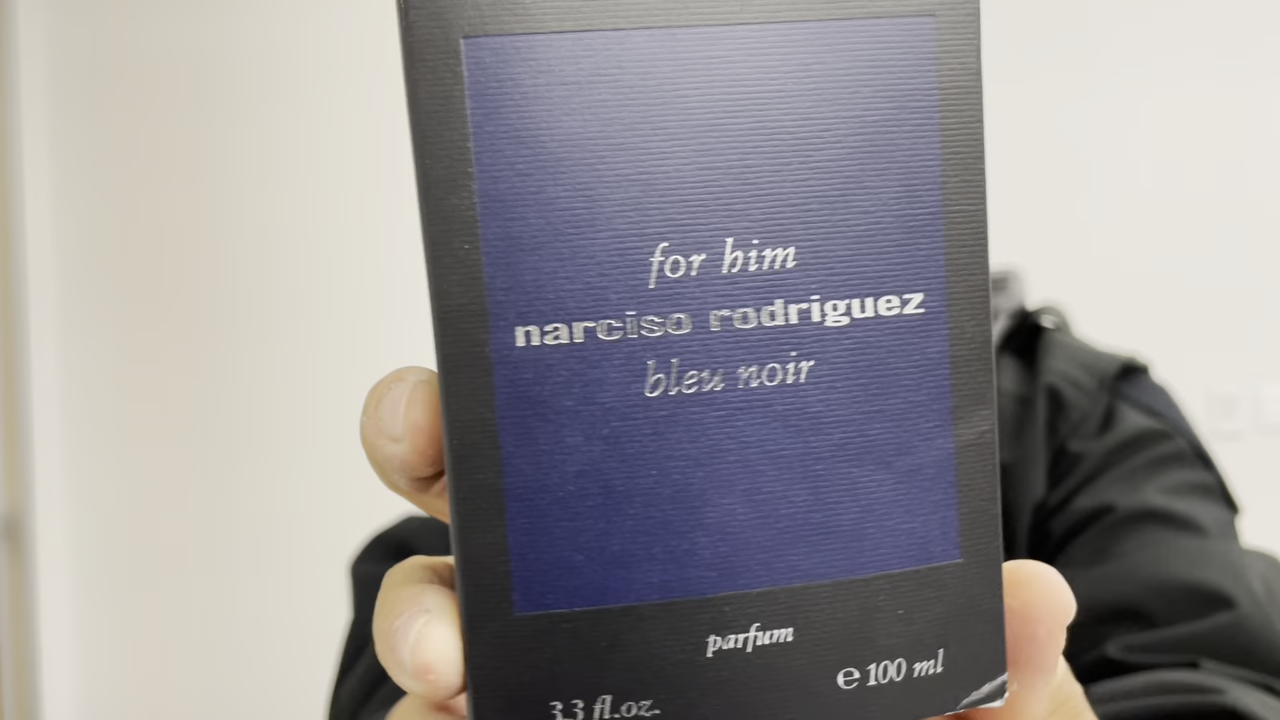 for him
narciso rodriguez
bleu noir
parfum
℮ 100 ml
3.3 fl.oz.